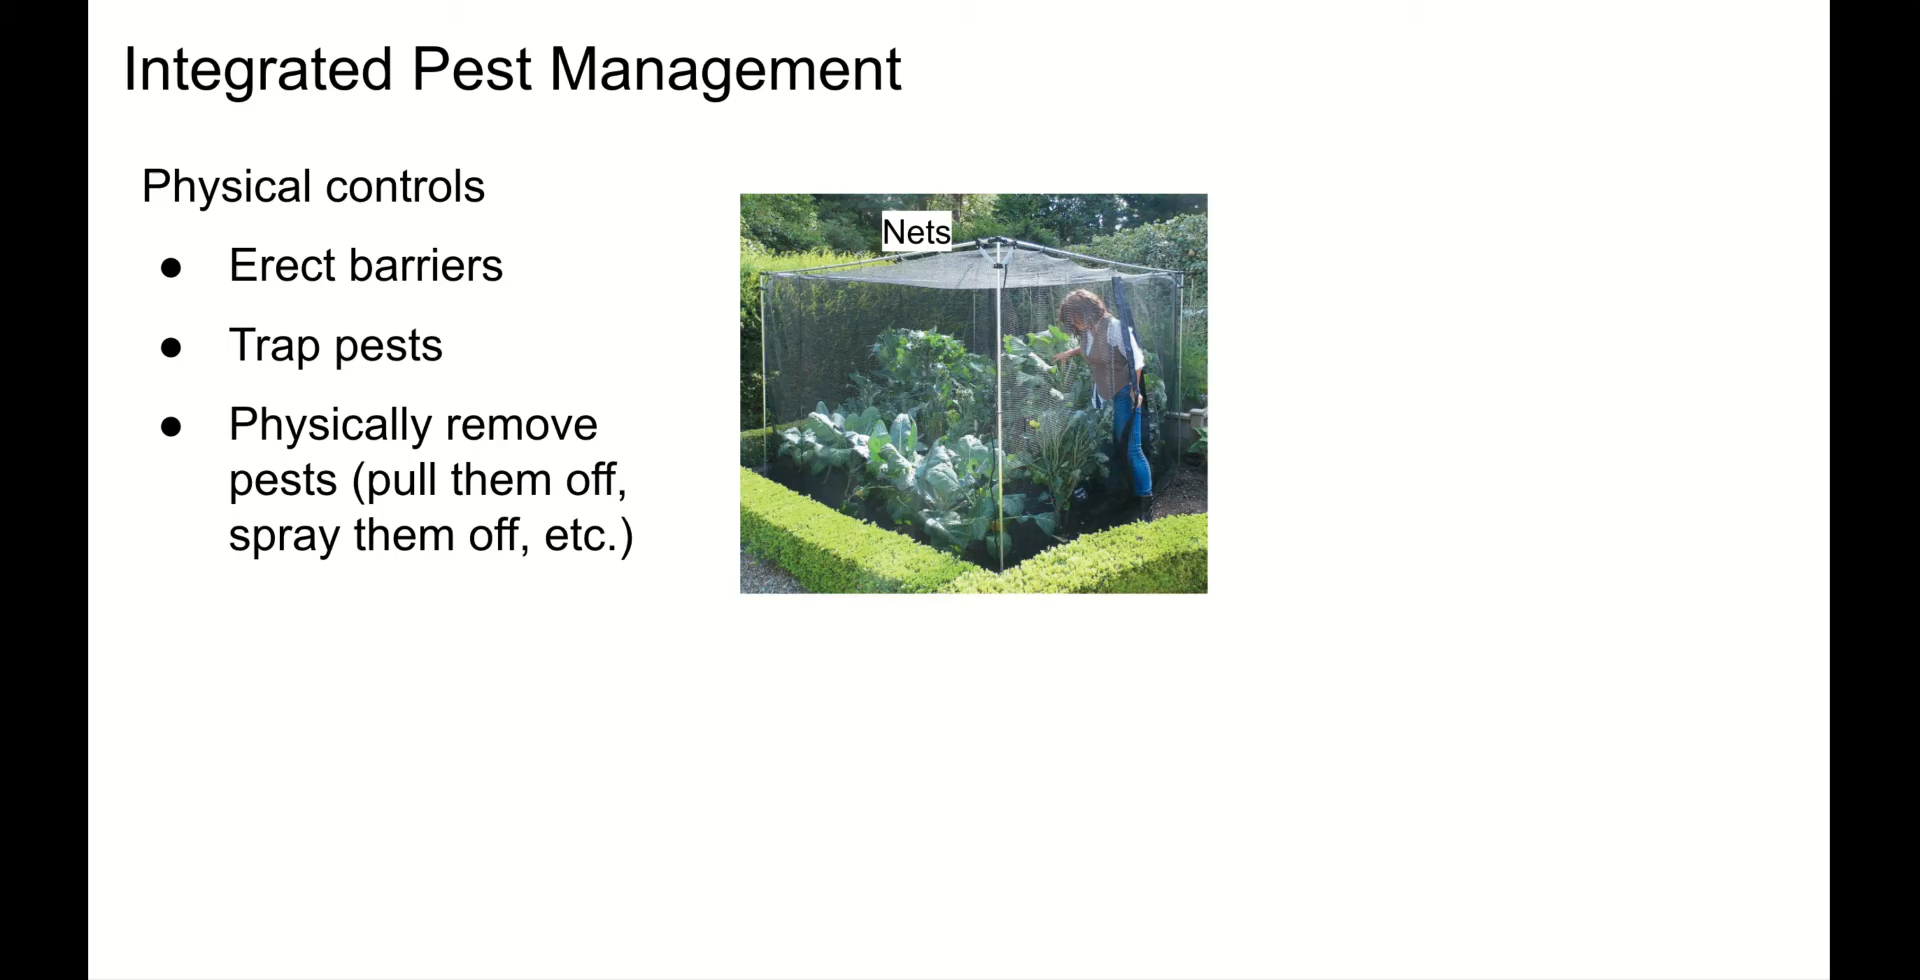 Integrated Pest Management
Physical controls
● Erect barriers
● Trap pests
● Physically remove
pests (pull them off,
spray them off, etc.)
Nets